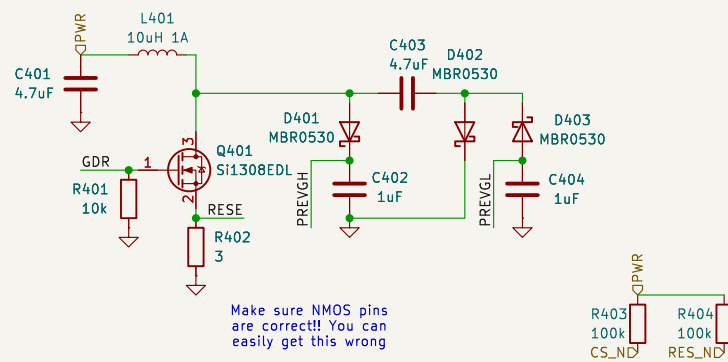 PWR
L401
10uH 1A
C401
4.7uF
C403
4.7uF
D402
MBR0530
D401
MBR0530
D403
MBR0530
3
Q401
Si1308EDL
GDR
1
2
R401
10k
RESE
R402
3
PREVGH
C402
1uF
PREVGL
C404
1uF
Make sure NMOS pins
are correct!! You can
easily get this wrong
PWR
R403
100k
CS_N
R404
100k
RES_N